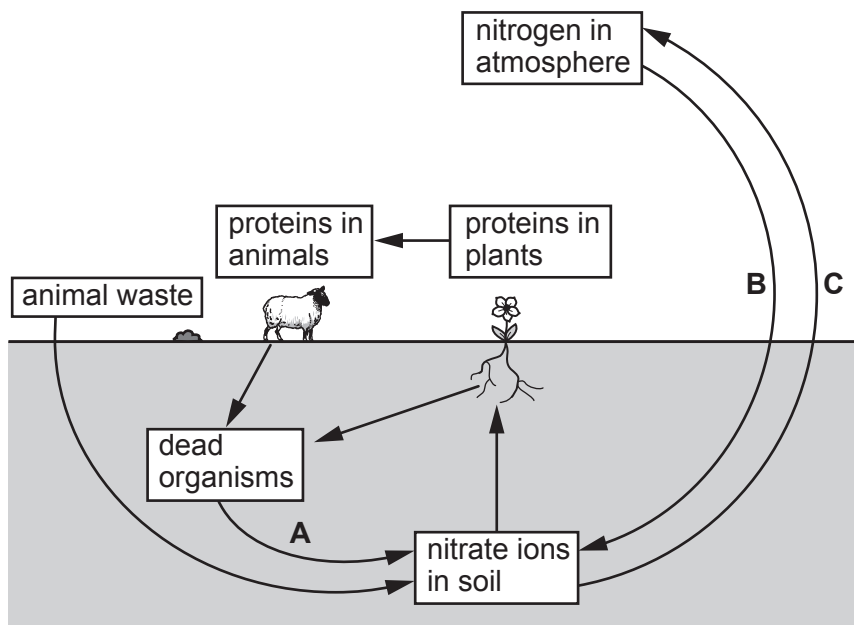 nitrogen in
atmosphere
proteins in
animals
proteins in
plants
animal waste
B
C
dead
organisms
A
nitrate ions
in soil